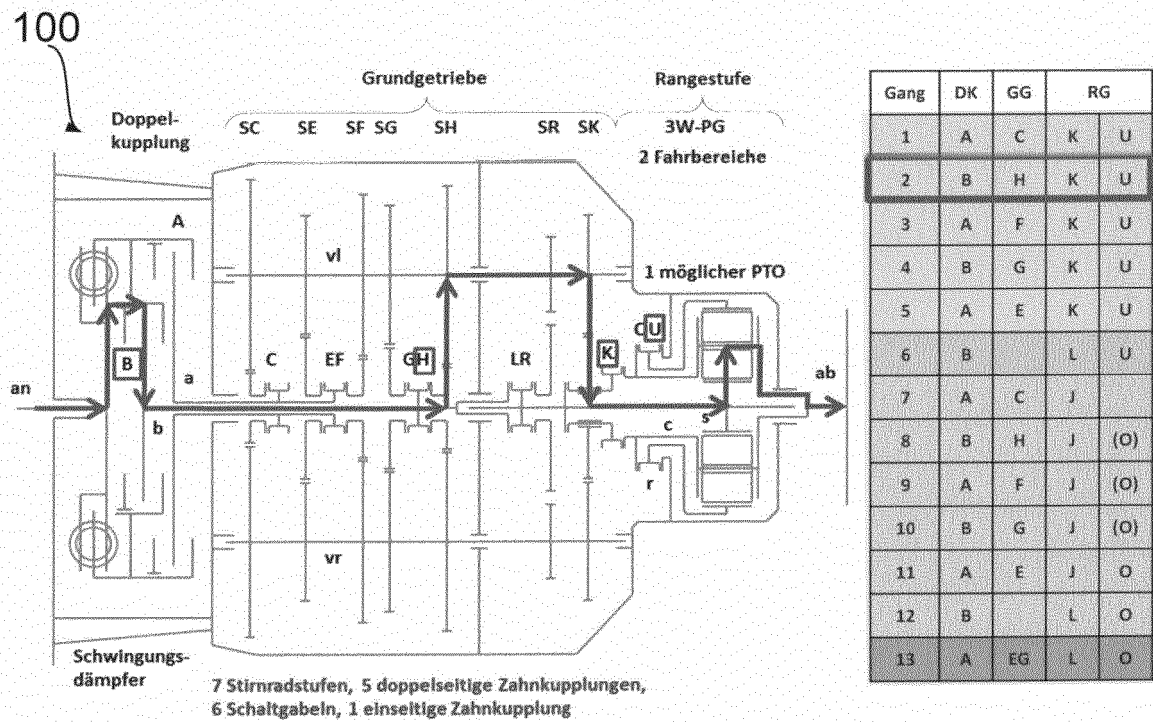 100
Grundgetriebe
Rangestufe
Doppel-
kupplung
SC SE SF SG SH SR SK
3W-PG
2 Fahrbereiche
A
vl
1 möglicher PTO
C EF GH LR K CU
B
an
a
ab
b
c s
r
vr
Schwingungs-
dämpfer
7 Stirnradstufen, 5 doppelseitige Zahnkupplungen,
6 Schaltgabeln, 1 einseitige Zahnkupplung
Gang DK GG RG
1 A C K U
2 B H K U
3 A F K U
4 B G K U
5 A E K U
6 B L U
7 A C J
8 B H J (O)
9 A F J (O)
10 B G J (O)
11 A E J O
12 B L O
13 A EG L O